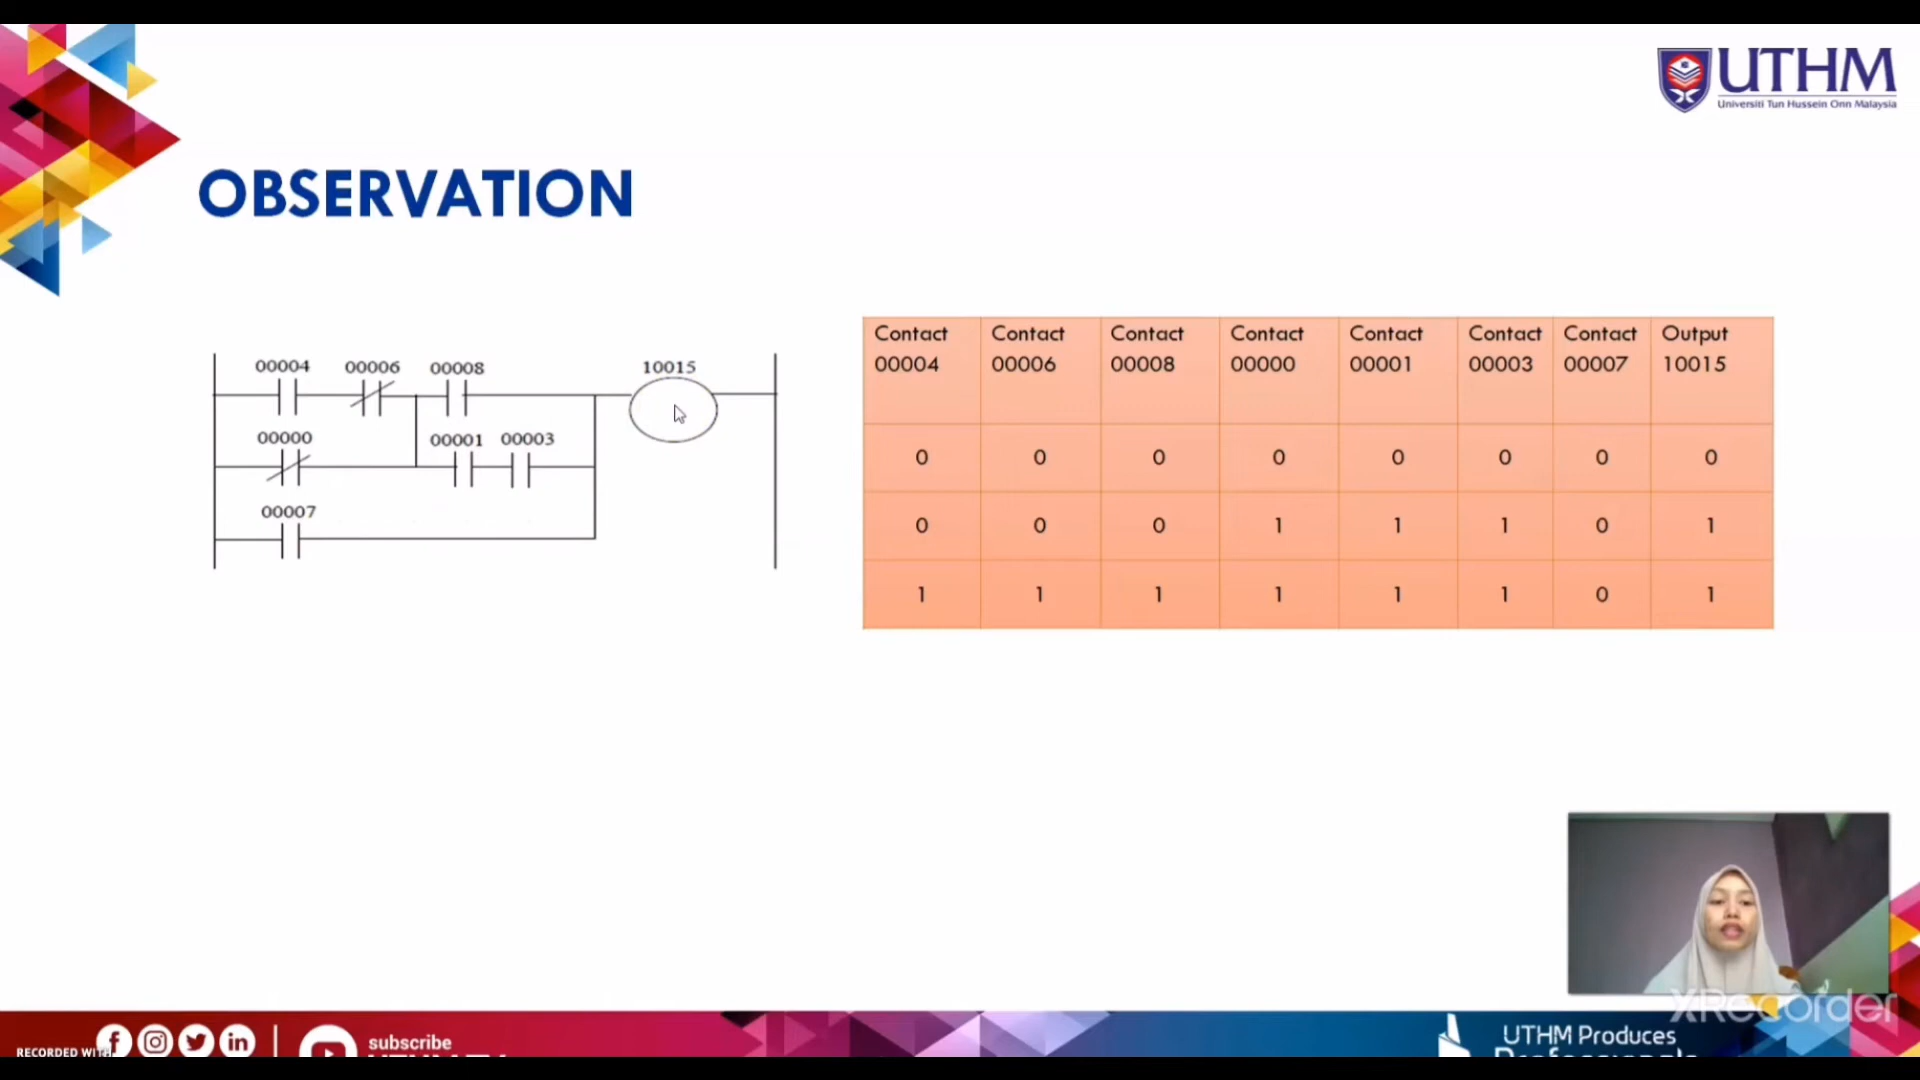 UTHM
Universiti Tun Hussein Onn Malaysia
OBSERVATION
00004 00006 00008 10015
00000 00001 00003
00007
Contact 00004 Contact 00006 Contact 00008 Contact 00000 Contact 00001 Contact 00003 Contact 00007 Output 10015
0 0 0 0 0 0 0 0
0 0 0 1 1 1 0 1
1 1 1 1 1 1 0 1
XRecorder
RECORDED WITH
subscribe
UTHM Produces
Professionals